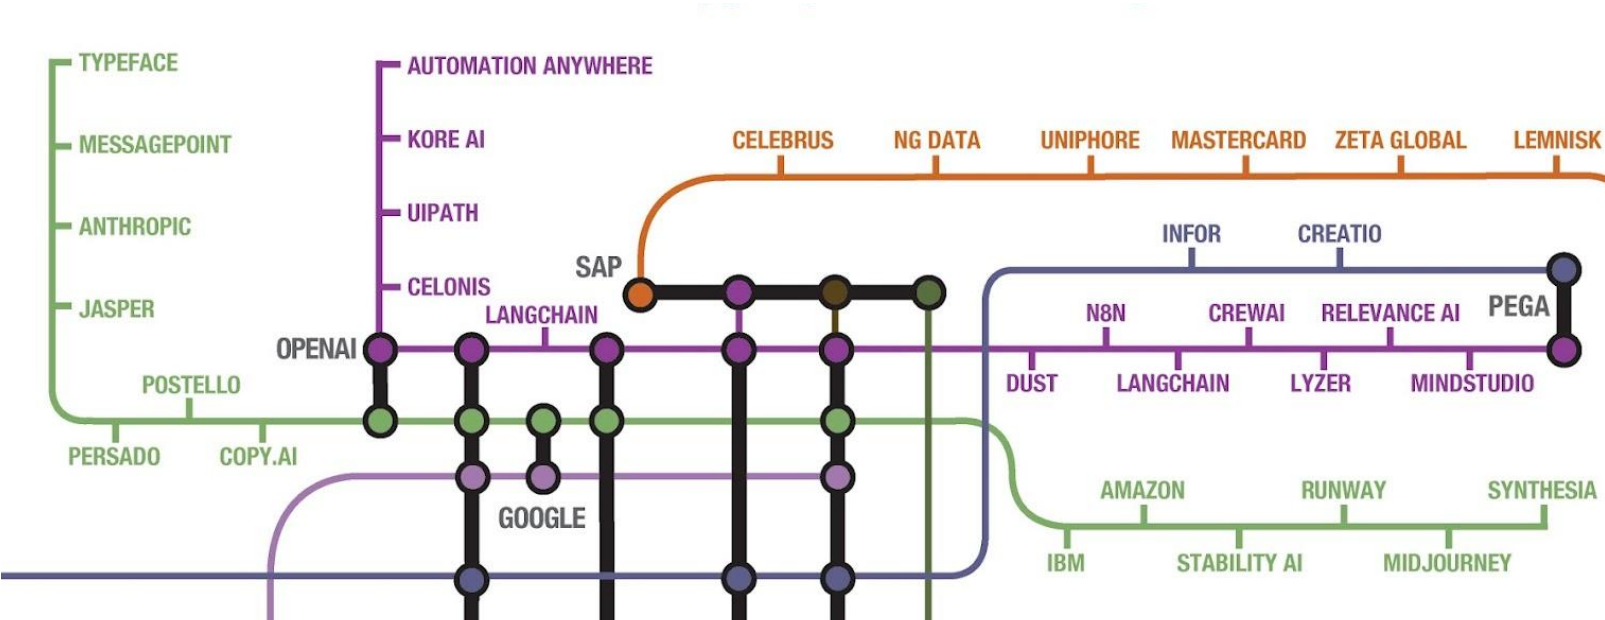 TYPEFACE
MESSAGEPOINT
ANTHROPIC
JASPER
POSTELLO
PERSADO
COPY.AI
AUTOMATION ANYWHERE
KORE AI
UIPATH
CELONIS
LANGCHAIN
OPENAI
GOOGLE
SAP
CELEBRUS
NG DATA
UNIPHORE
MASTERCARD
ZETA GLOBAL
LEMNISK
INFOR
CREATIO
PEGA
N8N
CREWAI
RELEVANCE AI
DUST
LANGCHAIN
LYZER
MINDSTUDIO
AMAZON
RUNWAY
SYNTHESIA
IBM
STABILITY AI
MIDJOURNEY